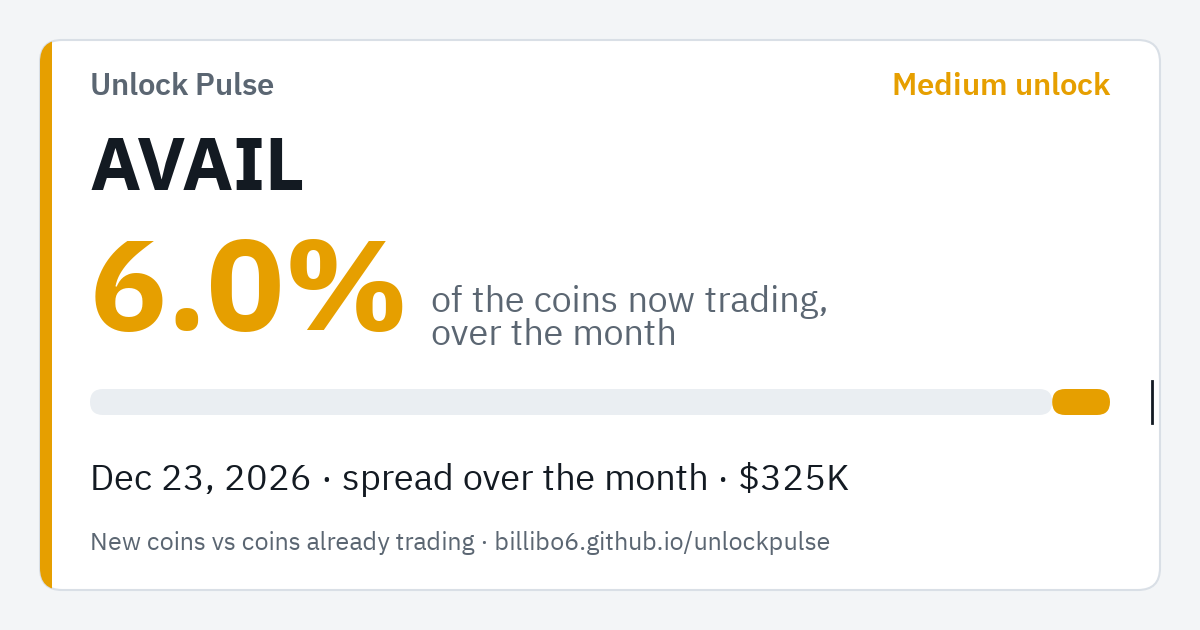 Unlock Pulse
Medium unlock
AVAIL
6.0%
of the coins now trading,
over the month
Dec 23, 2026 · spread over the month · $325K
New coins vs coins already trading · billibo6.github.io/unlockpulse